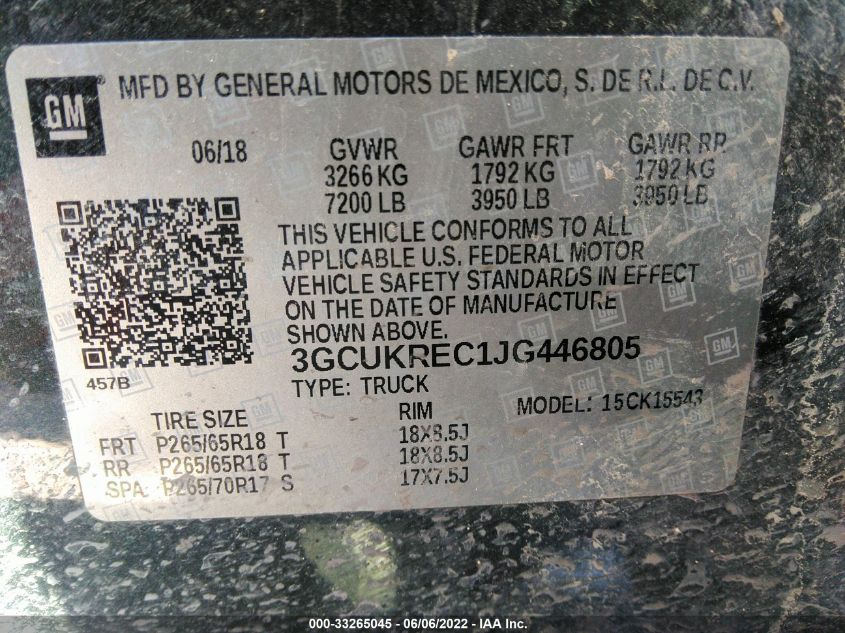 GM
MFD BY GENERAL MOTORS DE MEXICO, S. DE R.L. DE C.V.
06/18 GVWR GAWR FRT GAWR RR
3266 KG 1792 KG 1792 KG
7200 LB 3950 LB 3950 LB
THIS VEHICLE CONFORMS TO ALL
APPLICABLE U.S. FEDERAL MOTOR
VEHICLE SAFETY STANDARDS IN EFFECT
ON THE DATE OF MANUFACTURE
SHOWN ABOVE.
3GCUKREC1JG446805
457B
TYPE: TRUCK
MODEL: 15CK15543
TIRE SIZE RIM
FRT P265/65R18 T 18X8.5J
RR P265/65R18 T 18X8.5J
SPA P265/70R17 S 17X7.5J
000-33265045 - 06/06/2022 - IAA Inc.